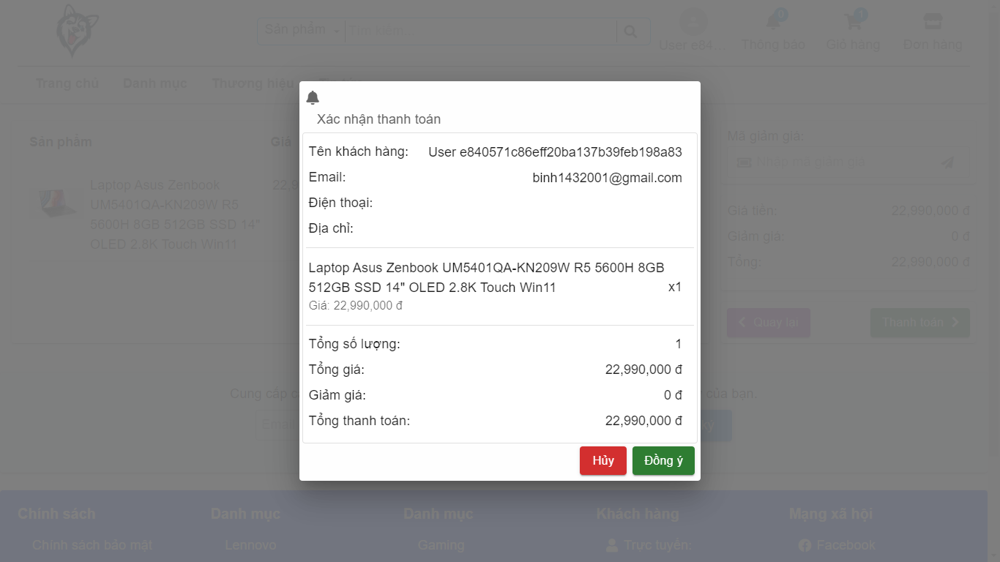 Sản phẩm
Tìm kiếm...
User e84...
0
Thông báo
1
Giỏ hàng
Đơn hàng
Trang chủ
Danh mục
Thương hiệu
Xác nhận thanh toán
Tên khách hàng: User e840571c86eff20ba137b39feb198a83
Email: binh1432001@gmail.com
Điện thoại:
Địa chỉ:
Laptop Asus Zenbook UM5401QA-KN209W R5 5600H 8GB
512GB SSD 14" OLED 2.8K Touch Win11 x1
Giá: 22,990,000 đ
Tổng số lượng: 1
Tổng giá: 22,990,000 đ
Giảm giá: 0 đ
Tổng thanh toán: 22,990,000 đ
Hủy
Đồng ý
Sản phẩm
Giá
Laptop Asus Zenbook
UM5401QA-KN209W R5
5600H 8GB 512GB SSD 14"
OLED 2.8K Touch Win11
22,9
Mã giảm giá:
Nhập mã giảm giá
Giá tiền: 22,990,000 đ
Giảm giá: 0 đ
Tổng: 22,990,000 đ
Quay lại
Thanh toán
Cung cấp
của bạn.
Email
Chính sách
Danh mục
Danh mục
Khách hàng
Mạng xã hội
Chính sách bảo mật
Lennovo
Gaming
Trực tuyến:
Facebook